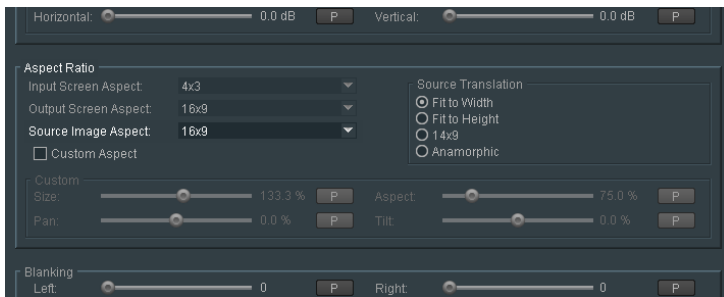 Horizontal: 0.0 dB P Vertical: 0.0 dB P
Aspect Ratio
Input Screen Aspect: 4x3
Output Screen Aspect: 16x9
Source Image Aspect: 16x9
Custom Aspect
Source Translation
Fit to Width
Fit to Height
14x9
Anamorphic
Custom
Size: 133.3 % P Aspect: 75.0 % P
Pan: 0.0 % P Tilt: 0.0 % P
Blanking
Left: 0 P Right: 0 P